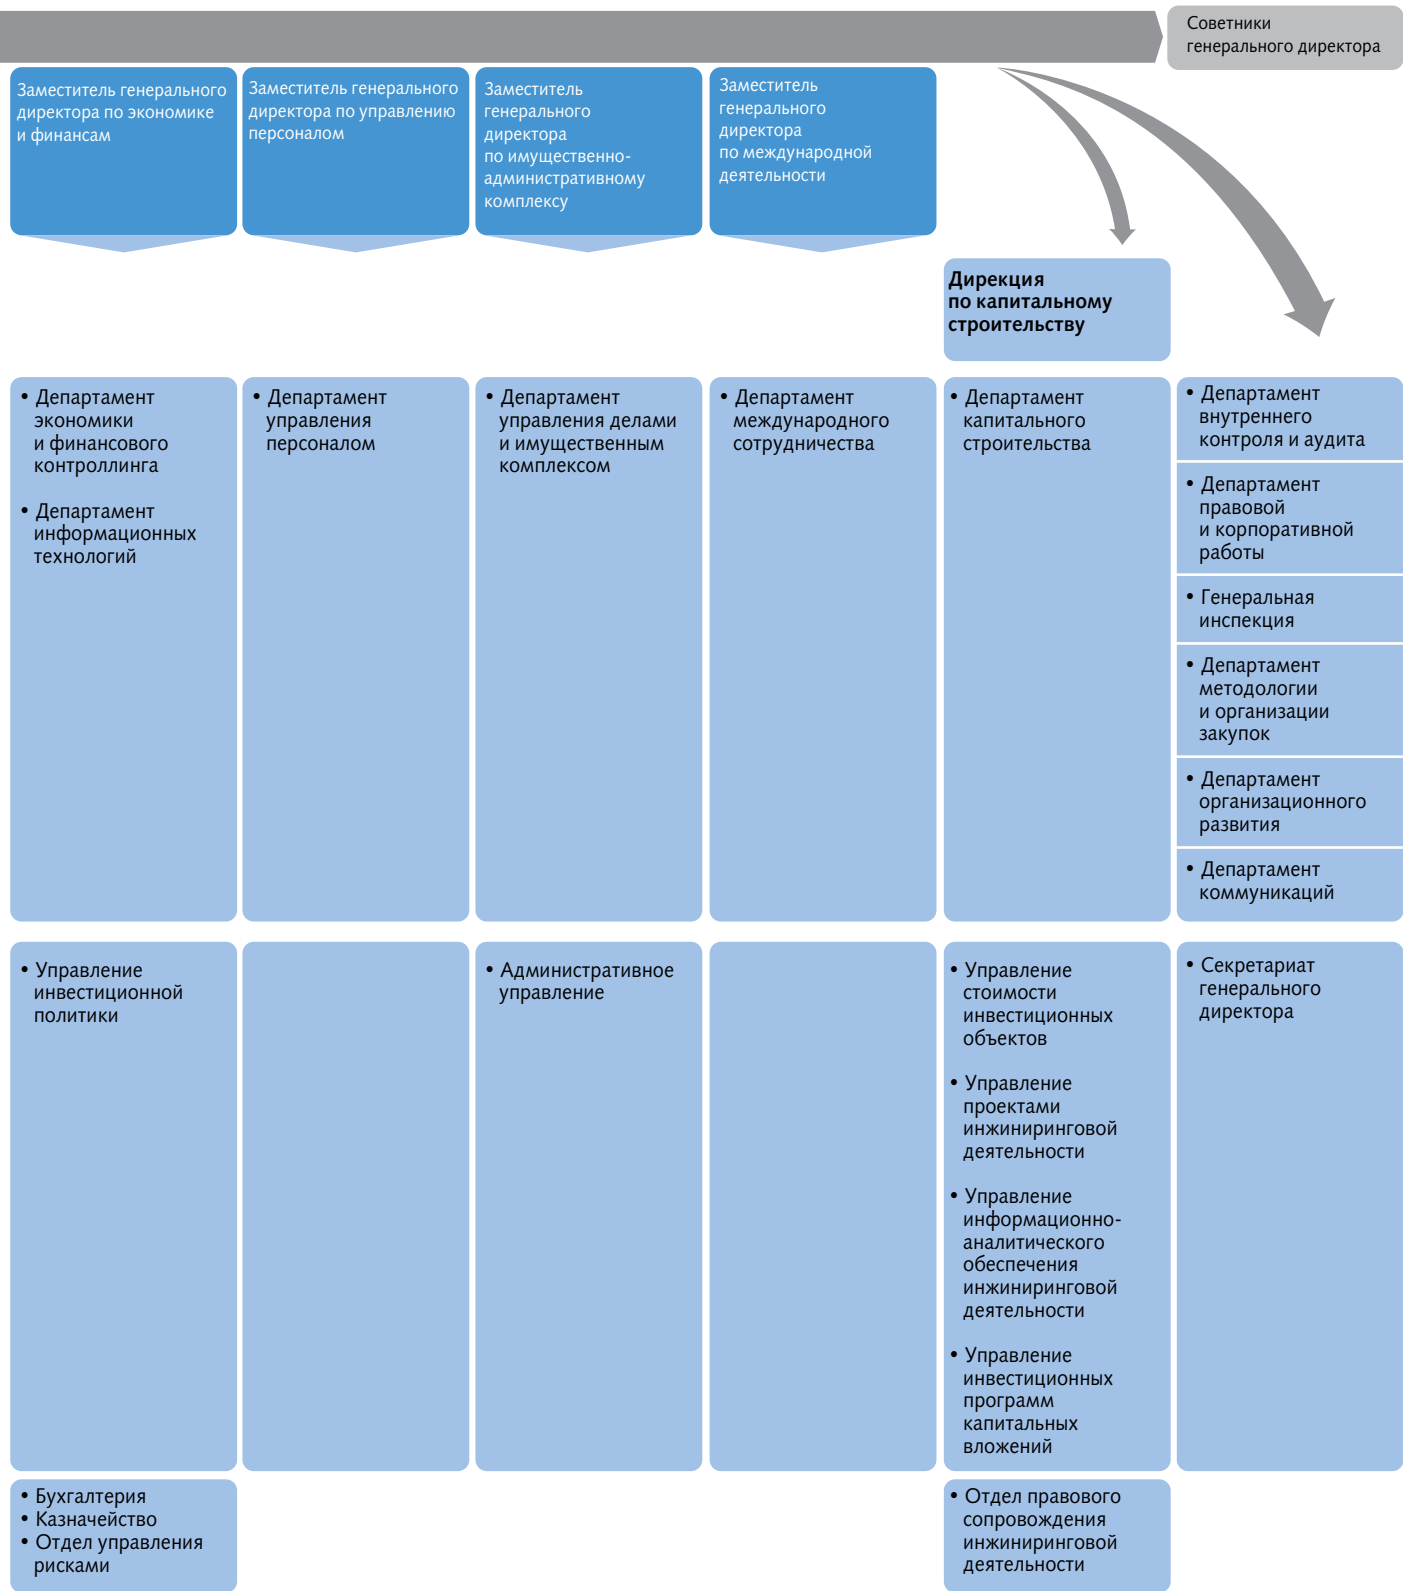 Советники
генерального директора
Заместитель генерального
директора по экономике
и финансам
Заместитель генерального
директора по управлению
персоналом
Заместитель
генерального
директора
по имущественно-
административному
комплексу
Заместитель
генерального
директора
по международной
деятельности
Дирекция
по капитальному
строительству
• Департамент
экономики
и финансового
контроллинга
• Департамент
информационных
технологий
• Департамент
управления
персоналом
• Департамент
управления делами
и имущественным
комплексом
• Департамент
международного
сотрудничества
• Департамент
капитального
строительства
• Департамент
внутреннего
контроля и аудита
• Департамент
правовой
и корпоративной
работы
• Генеральная
инспекция
• Департамент
методологии
и организации
закупок
• Департамент
организационного
развития
• Департамент
коммуникаций
• Управление
инвестиционной
политики
• Административное
управление
• Управление
стоимости
инвестиционных
объектов
• Управление
проектами
инжиниринговой
деятельности
• Управление
информационно-
аналитического
обеспечения
инжиниринговой
деятельности
• Управление
инвестиционных
программ
капитальных
вложений
• Секретариат
генерального
директора
• Бухгалтерия
• Казначейство
• Отдел управления
рисками
• Отдел правового
сопровождения
инжиниринговой
деятельности